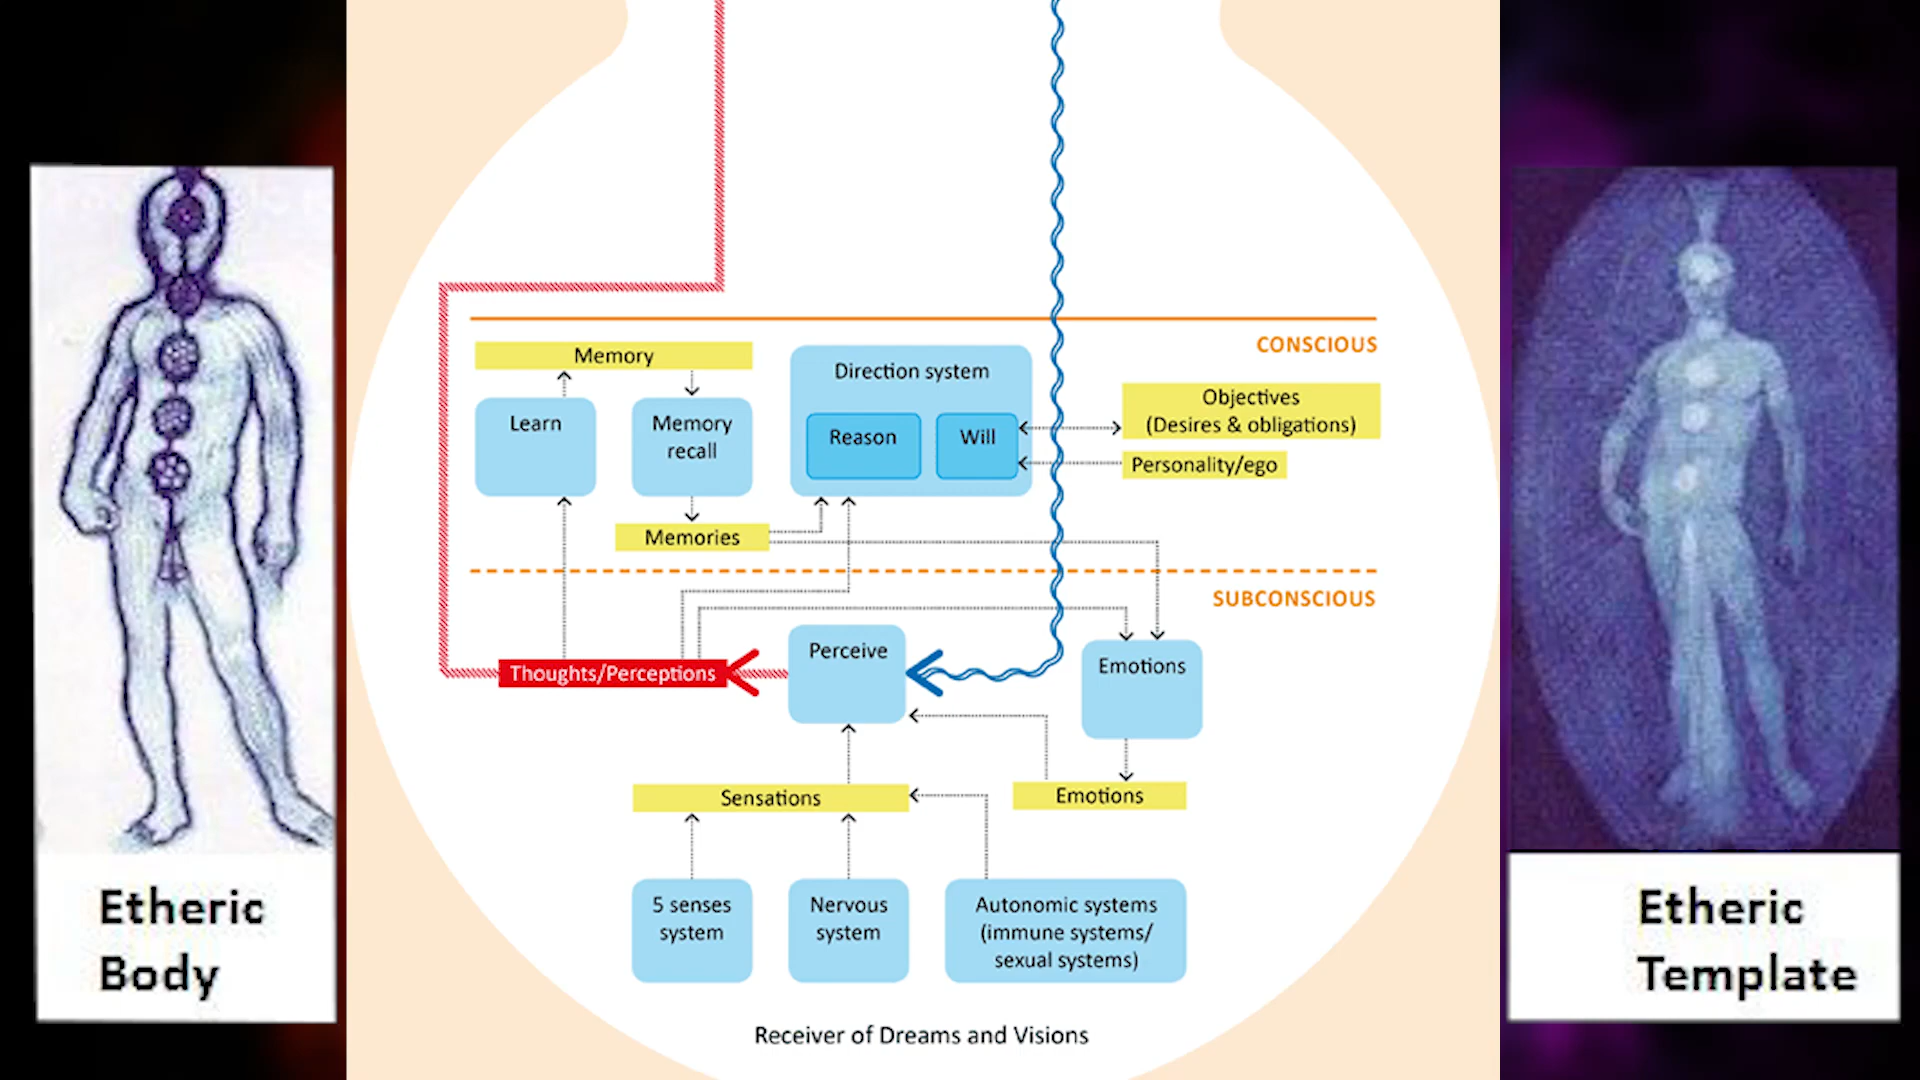 CONSCIOUS
Memory
Direction system
Objectives
(Desires & obligations)
Learn
Memory
recall
Reason
Will
Personality/ego
Memories
SUBCONSCIOUS
Thoughts/Perceptions
Perceive
Emotions
Sensations
Emotions
5 senses
system
Nervous
system
Autonomic systems
(immune systems/
sexual systems)
Receiver of Dreams and Visions
Etheric
Body
Etheric
Template